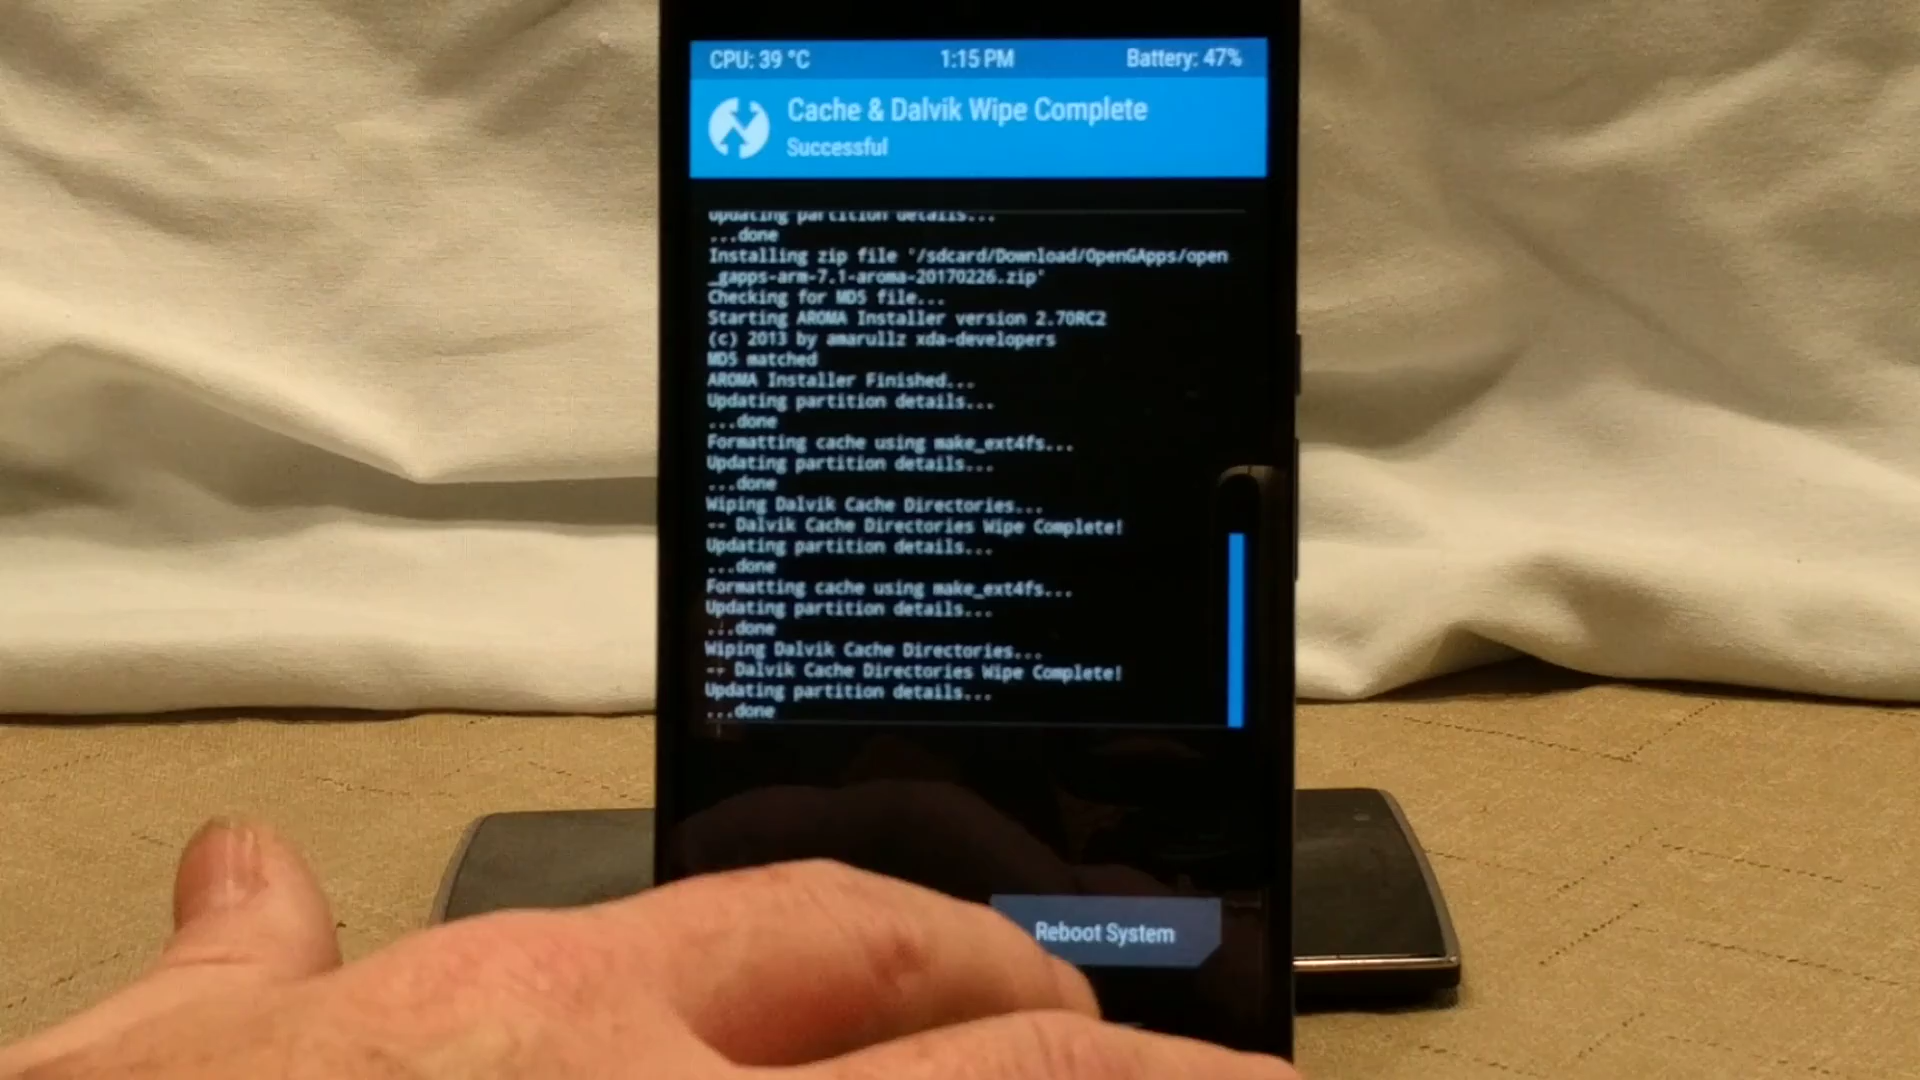 CPU: 39 °C 1:15 PM Battery: 47%
Cache & Dalvik Wipe Complete
Successful
Updating partition details...
...done
Installing zip file '/sdcard/Download/OpenGApps/open
_gapps-arm-7.1-aroma-20170226.zip'
Checking for MD5 file...
Starting AROMA Installer version 2.70RC2
(c) 2013 by amarullz xda-developers
MD5 matched
AROMA Installer Finished...
Updating partition details...
...done
Formatting cache using make_ext4fs...
Updating partition details...
...done
Wiping Dalvik Cache Directories...
-- Dalvik Cache Directories Wipe Complete!
Updating partition details...
...done
Formatting cache using make_ext4fs...
Updating partition details...
...done
Wiping Dalvik Cache Directories...
-- Dalvik Cache Directories Wipe Complete!
Updating partition details...
...done
Reboot System